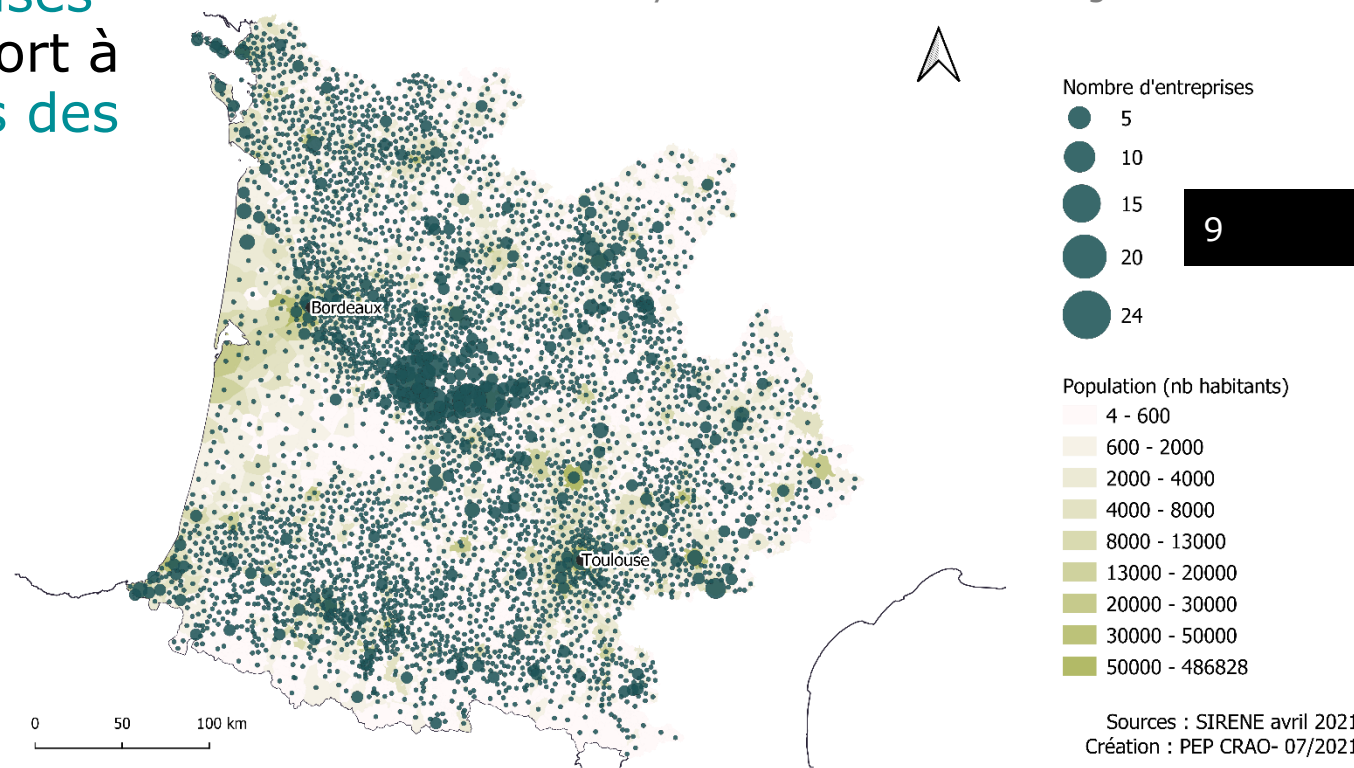 ort à
s des
Bordeaux
Toulouse
0 50 100 km
Nombre d'entreprises
5
10
15
20
24
9
Population (nb habitants)
4 - 600
600 - 2000
2000 - 4000
4000 - 8000
8000 - 13000
13000 - 20000
20000 - 30000
30000 - 50000
50000 - 486828
Sources : SIRENE avril 2021
Création : PEP CRAO- 07/2021